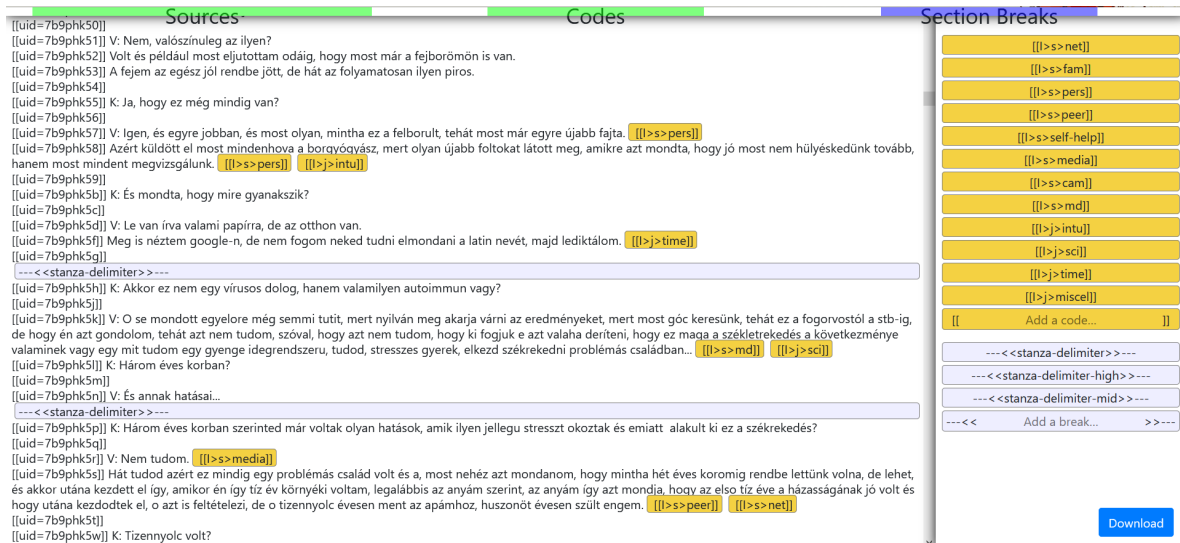 Sources
Codes
Section Breaks
[[uid=7b9phk50]]
[[uid=7b9phk51]] V: Nem, valószínuleg az ilyen?
[[uid=7b9phk52]] Volt és például most eljutottam odáig, hogy most már a fejborömön is van.
[[uid=7b9phk53]] A fejem az egész jól rendbe jött, de hát az folyamatosan ilyen piros.
[[uid=7b9phk54]]
[[uid=7b9phk55]] K: Ja, hogy ez még mindig van?
[[uid=7b9phk56]]
[[uid=7b9phk57]] V: Igen, és egyre jobban, és most olyan, mintha ez a felborult, tehát most már egyre újabb fajta. [[I>s>pers]]
[[uid=7b9phk58]] Azért küldött el most mindenhova a borgyógyász, mert olyan újabb foltokat látott meg, amikre azt mondta, hogy jó most nem hülyéskedünk tovább,
hanem most mindent megvizsgálunk. [[I>s>pers]] [[I>j>intu]]
[[uid=7b9phk59]]
[[uid=7b9phk5b]] K: És mondta, hogy mire gyanakszik?
[[uid=7b9phk5c]]
[[uid=7b9phk5d]] V: Le van írva valami papírra, de az otthon van.
[[uid=7b9phk5f]] Meg is néztem google-n, de nem fogom neked tudni elmondani a latin nevét, majd lediktálom. [[I>j>time]]
[[uid=7b9phk5g]]
---<<stanza-delimiter>>---
[[uid=7b9phk5h]] K: Akkor ez nem egy vírusos dolog, hanem valamilyen autoimmun vagy?
[[uid=7b9phk5j]]
[[uid=7b9phk5k]] V: O se mondott egyelore még semmi tutit, mert nyilván meg akarja várni az eredményeket, mert most góc keresünk, tehát ez a fogorvostól a stb-ig,
de hogy én azt gondolom, tehát azt nem tudom, szóval, hogy azt nem tudom, hogy ki fogjuk e azt valaha deríteni, hogy ez maga a székletrekedés a következménye
valaminek vagy egy mit tudom egy gyenge idegrendszeru, tudod, stresszes gyerek, elkezd székrekedni problémás családban... [[I>s>md]] [[I>j>sci]]
[[uid=7b9phk5l]] K: Három éves korban?
[[uid=7b9phk5m]]
[[uid=7b9phk5n]] V: És annak hatásai...
---<<stanza-delimiter>>---
[[uid=7b9phk5p]] K: Három éves korban szerinted már voltak olyan hatások, amik ilyen jellegu stresszt okoztak és emiatt alakult ki ez a székrekedés?
[[uid=7b9phk5q]]
[[uid=7b9phk5r]] V: Nem tudom. [[I>s>media]]
[[uid=7b9phk5s]] Hát tudod azért ez mindig egy problémás család volt és a, most nehéz azt mondanom, hogy mintha hét éves koromig rendbe lettünk volna, de lehet,
és akkor utána kezdett el így, amikor én így tíz év környéki voltam, legalábbis az anyám szerint, az anyám így azt mondja, hogy az elso tíz éve a házasságának jó volt és
hogy utána kezdodtek el, o azt is feltételezi, de o tizennyolc évesen ment az apámhoz, huszonöt évesen szült engem. [[I>s>peer]] [[I>s>net]]
[[uid=7b9phk5t]]
[[uid=7b9phk5w]] K: Tizennyolc volt?
[[I>s>net]]
[[I>s>fam]]
[[I>s>pers]]
[[I>s>peer]]
[[I>s>self-help]]
[[I>s>media]]
[[I>s>cam]]
[[I>s>md]]
[[I>j>intu]]
[[I>j>sci]]
[[I>j>time]]
[[I>j>miscel]]
[[ Add a code... ]]
---<<stanza-delimiter>>---
---<<stanza-delimiter-high>>---
---<<stanza-delimiter-mid>>---
---<< Add a break... >>---
Download